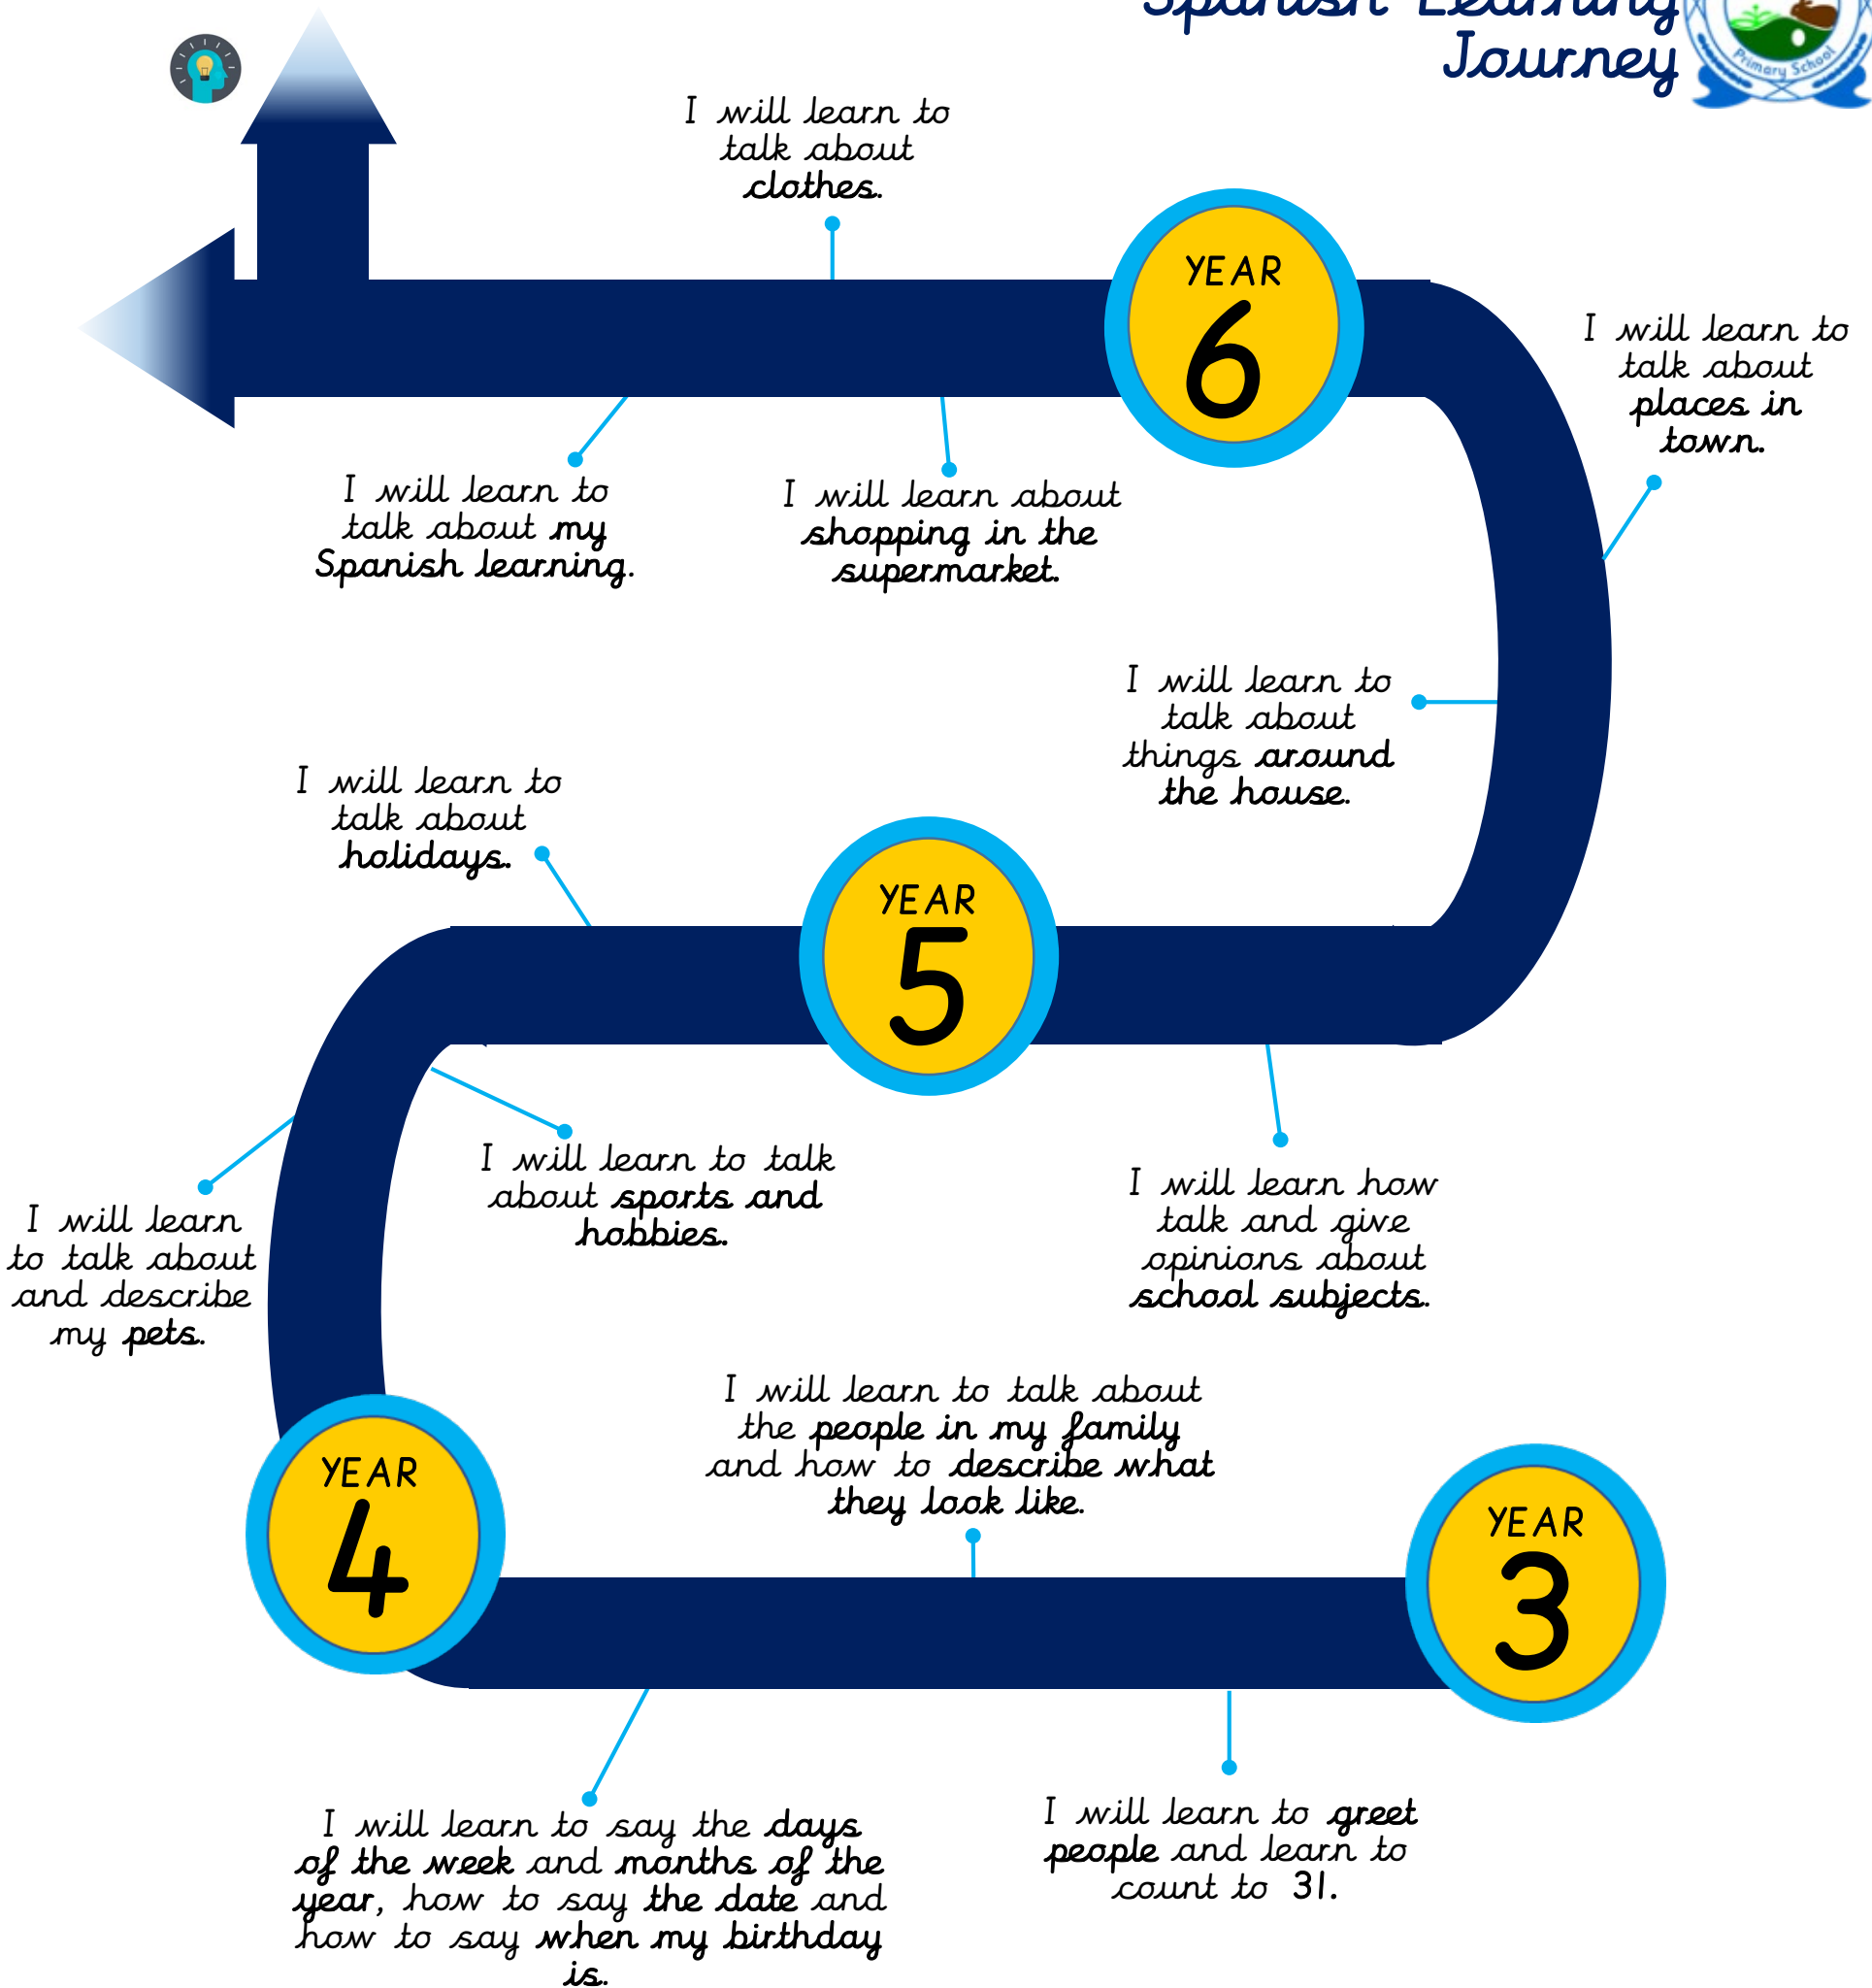 Spanish Learning
Journey
Primary School
I will learn to
talk about
clothes.
YEAR
6
I will learn to
talk about
places in
town.
I will learn to
talk about my
Spanish learning.
I will learn about
shopping in the
supermarket.
I will learn to
talk about
things around
the house.
I will learn to
talk about
holidays.
YEAR
5
I will learn to talk
about sports and
hobbies.
I will learn how
talk and give
opinions about
school subjects.
I will learn
to talk about
and describe
my pets.
I will learn to talk about
the people in my family
and how to describe what
they look like.
YEAR
4
YEAR
3
I will learn to say the days
of the week and months of the
year, how to say the date and
how to say when my birthday
is.
I will learn to greet
people and learn to
count to 31.